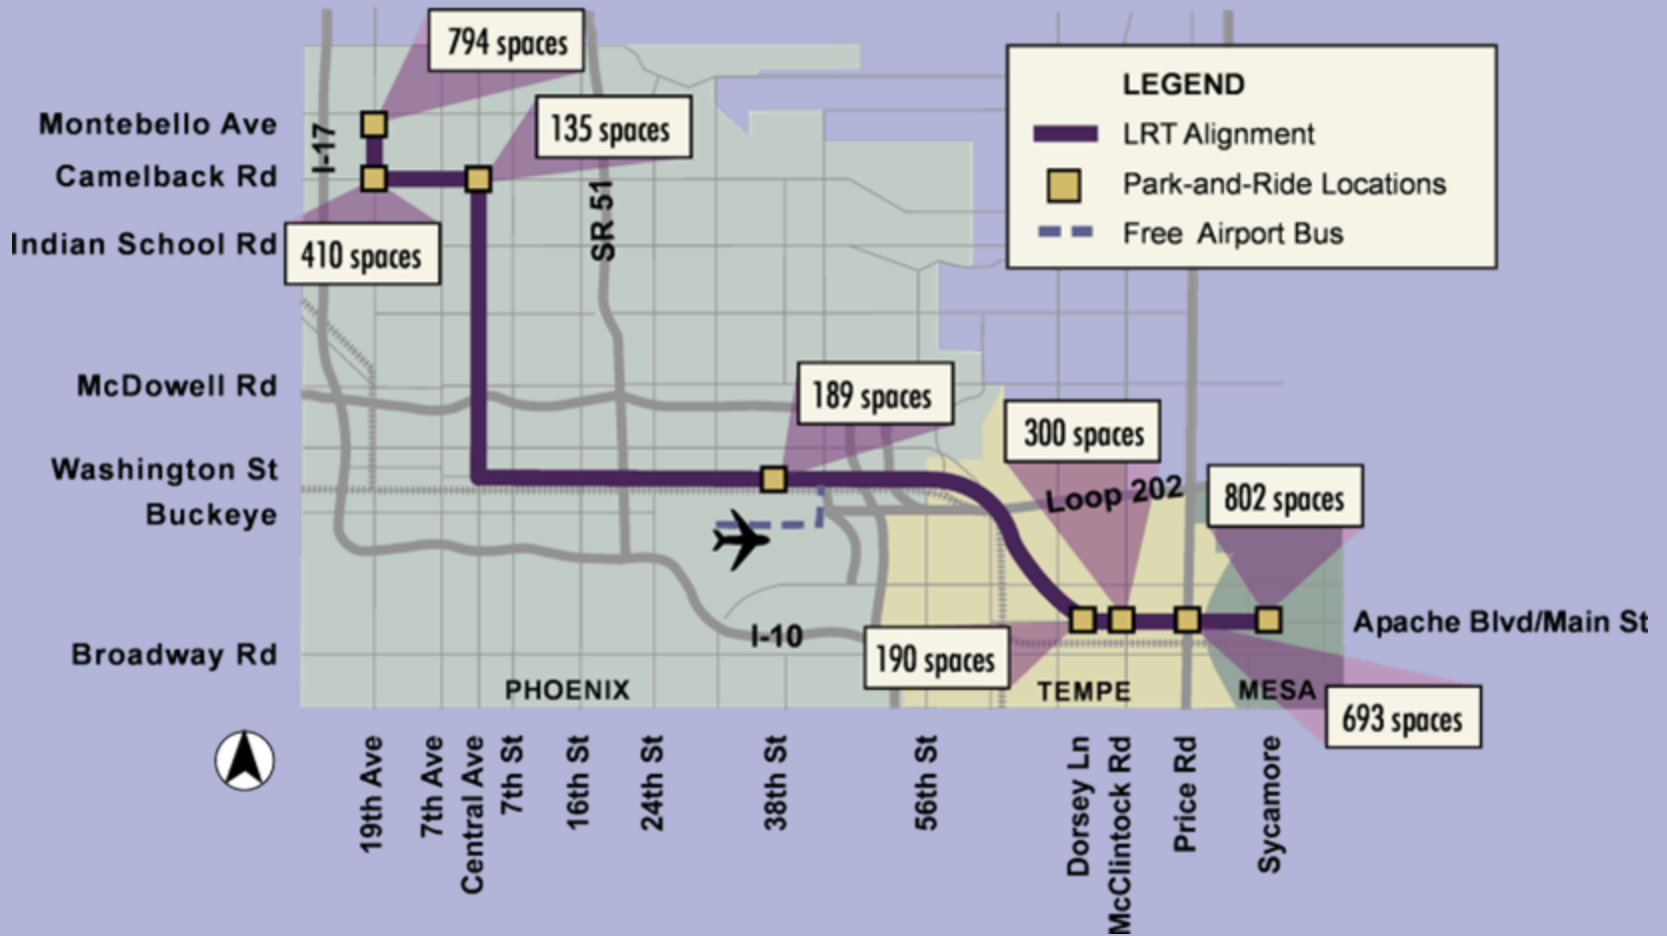 794 spaces
LEGEND
Montebello Ave
I-17
135 spaces
LRT Alignment
Camelback Rd
Park-and-Ride Locations
SR 51
Indian School Rd
410 spaces
Free Airport Bus
McDowell Rd
189 spaces
300 spaces
Washington St
Loop 202
802 spaces
Buckeye
Apache Blvd/Main St
I-10
Broadway Rd
190 spaces
PHOENIX
TEMPE
MESA
693 spaces
19th Ave
7th Ave
Central Ave
7th St
16th St
24th St
38th St
56th St
Dorsey Ln
McClintock Rd
Price Rd
Sycamore